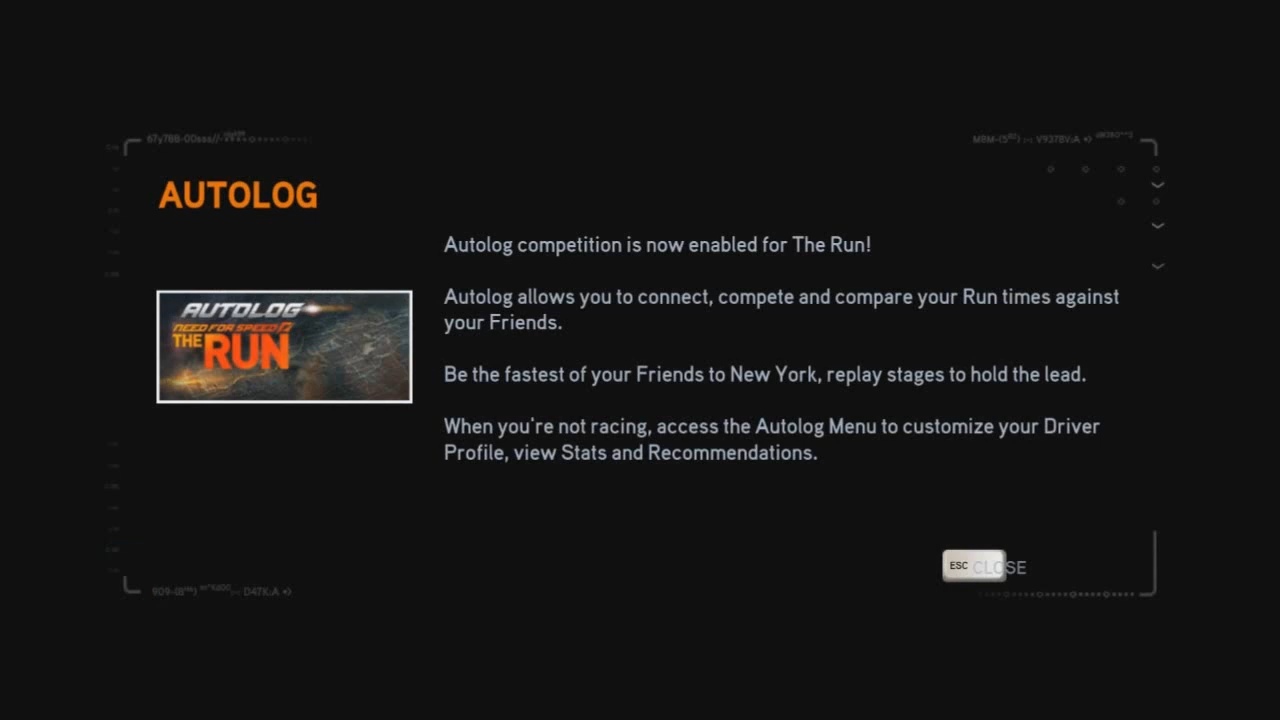 AUTOLOG
Autolog competition is now enabled for The Run!
Autolog allows you to connect, compete and compare your Run times against
your Friends.
AUTOLOG
NEED FOR SPEED
THE RUN
Be the fastest of your Friends to New York, replay stages to hold the lead.
When you're not racing, access the Autolog Menu to customize your Driver
Profile, view Stats and Recommendations.
ESC CLOSE